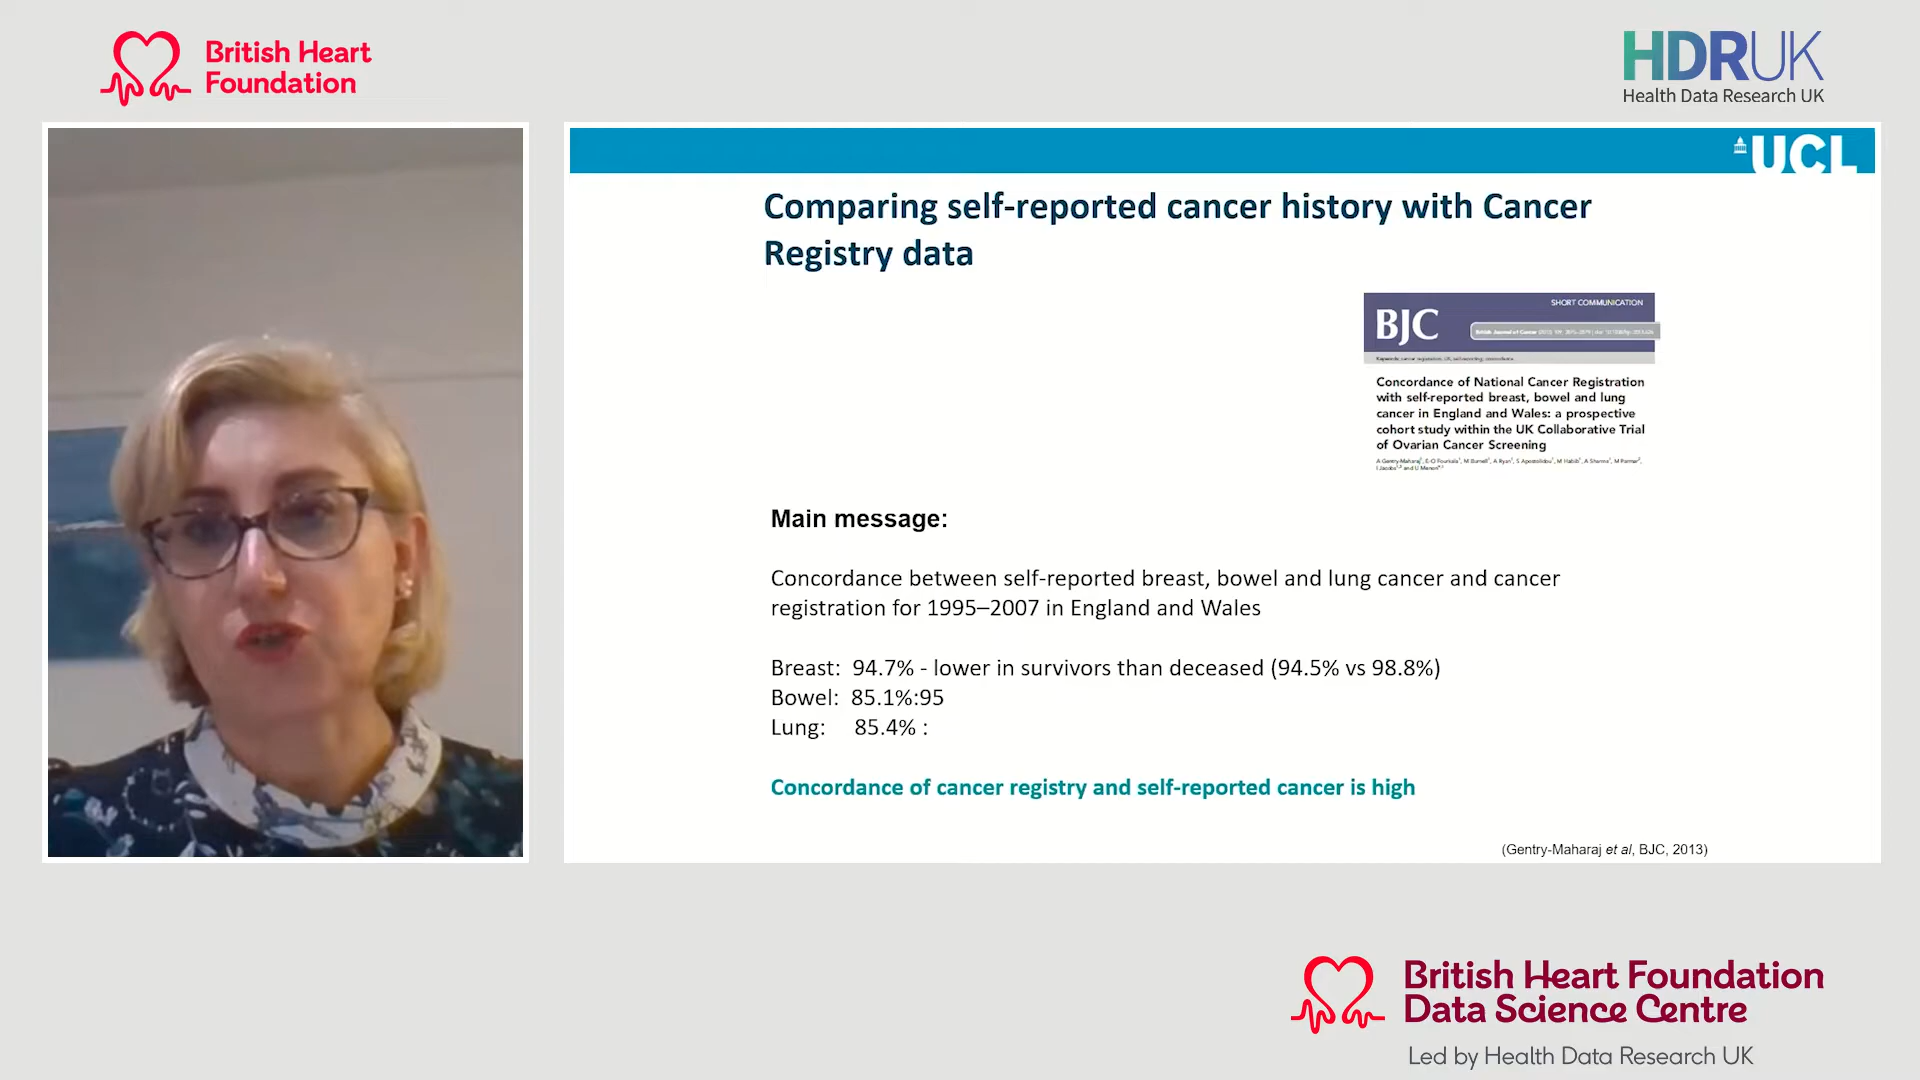 British Heart
Foundation
HDRUK
Health Data Research UK
UCL
Comparing self-reported cancer history with Cancer
Registry data
SHORT COMMUNICATION
BJC
Concordance of National Cancer Registration
with self-reported breast, bowel and lung
cancer in England and Wales: a prospective
cohort study within the UK Collaborative Trial
of Ovarian Cancer Screening
Main message:
Concordance between self-reported breast, bowel and lung cancer and cancer
registration for 1995–2007 in England and Wales
Breast: 94.7% - lower in survivors than deceased (94.5% vs 98.8%)
Bowel: 85.1%:95
Lung: 85.4% :
Concordance of cancer registry and self-reported cancer is high
(Gentry-Maharaj et al, BJC, 2013)
British Heart Foundation
Data Science Centre
Led by Health Data Research UK